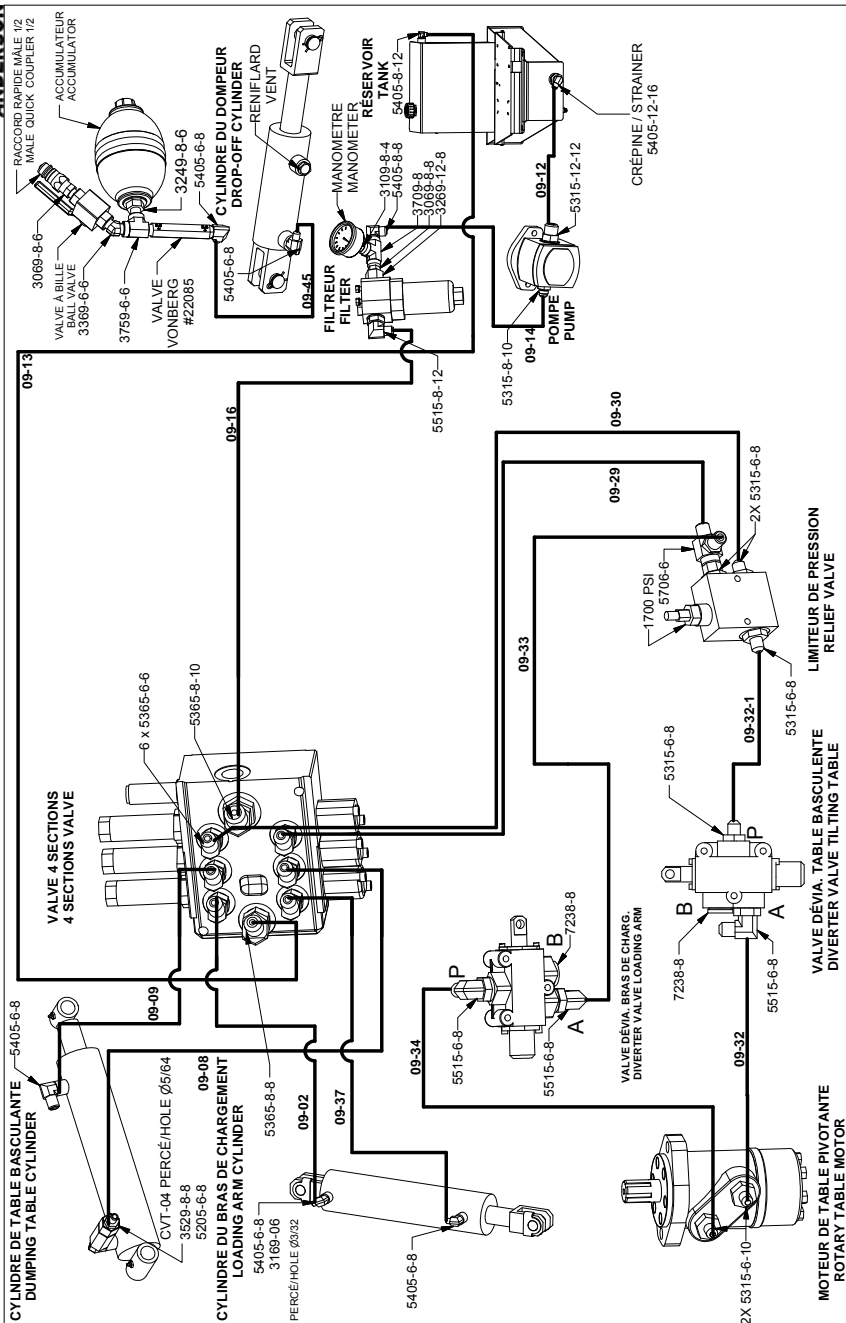 ANDERSON
RACCORD RAPIDE MÂLE 1/2
MALE QUICK COUPLER 1/2
ACCUMULATEUR
ACCUMULATOR
3069-8-6
VALVE À BILLE
BALL VALVE
3369-6-6
3759-6-6
VALVE
VONBERG
#22085
3249-8-6
5405-6-8
CYLINDRE DU DOMPEUR
DROP-OFF CYLINDER
RENIFLARD
VENT
5405-6-8
09-45
MANOMETRE
MANOMETER
3109-8-4
5405-8-8
3709-8
3069-8-8
3269-12-8
FILTREUR
FILTER
5515-8-12
RÉSERVOIR
TANK
5405-8-12
CRÉPINE / STRAINER
5405-12-16
09-12
5315-12-12
POMPE
PUMP
5315-8-10
09-14
09-13
09-16
09-30
09-29
09-33
VALVE 4 SECTIONS
4 SECTIONS VALVE
6 x 5365-6-6
5365-8-10
5365-8-8
CYLNDRE DE TABLE BASCULANTE
DUMPING TABLE CYLINDER
5405-6-8
09-09
CVT-04 PERCÉ/HOLE Ø5/64
3529-8-8
5205-6-8
09-08
CYLINDRE DU BRAS DE CHARGEMENT
LOADING ARM CYLINDER
5405-6-8
3169-06
PERCÉ/HOLE Ø3/32
09-02
09-37
5405-6-8
1700 PSI
5706-6
2X 5315-6-8
5315-6-8
LIMITEUR DE PRESSION
RELIEF VALVE
09-32-1
5315-6-8
P
B
A
7238-8
5515-6-8
VALVE DÉVIA. TABLE BASCULENTE
DIVERTER VALVE TILTING TABLE
09-34
5515-6-8
P
B
7238-8
A
5515-6-8
VALVE DÉVIA. BRAS DE CHARG.
DIVERTER VALVE LOADING ARM
09-32
2X 5315-6-10
MOTEUR DE TABLE PIVOTANTE
ROTARY TABLE MOTOR